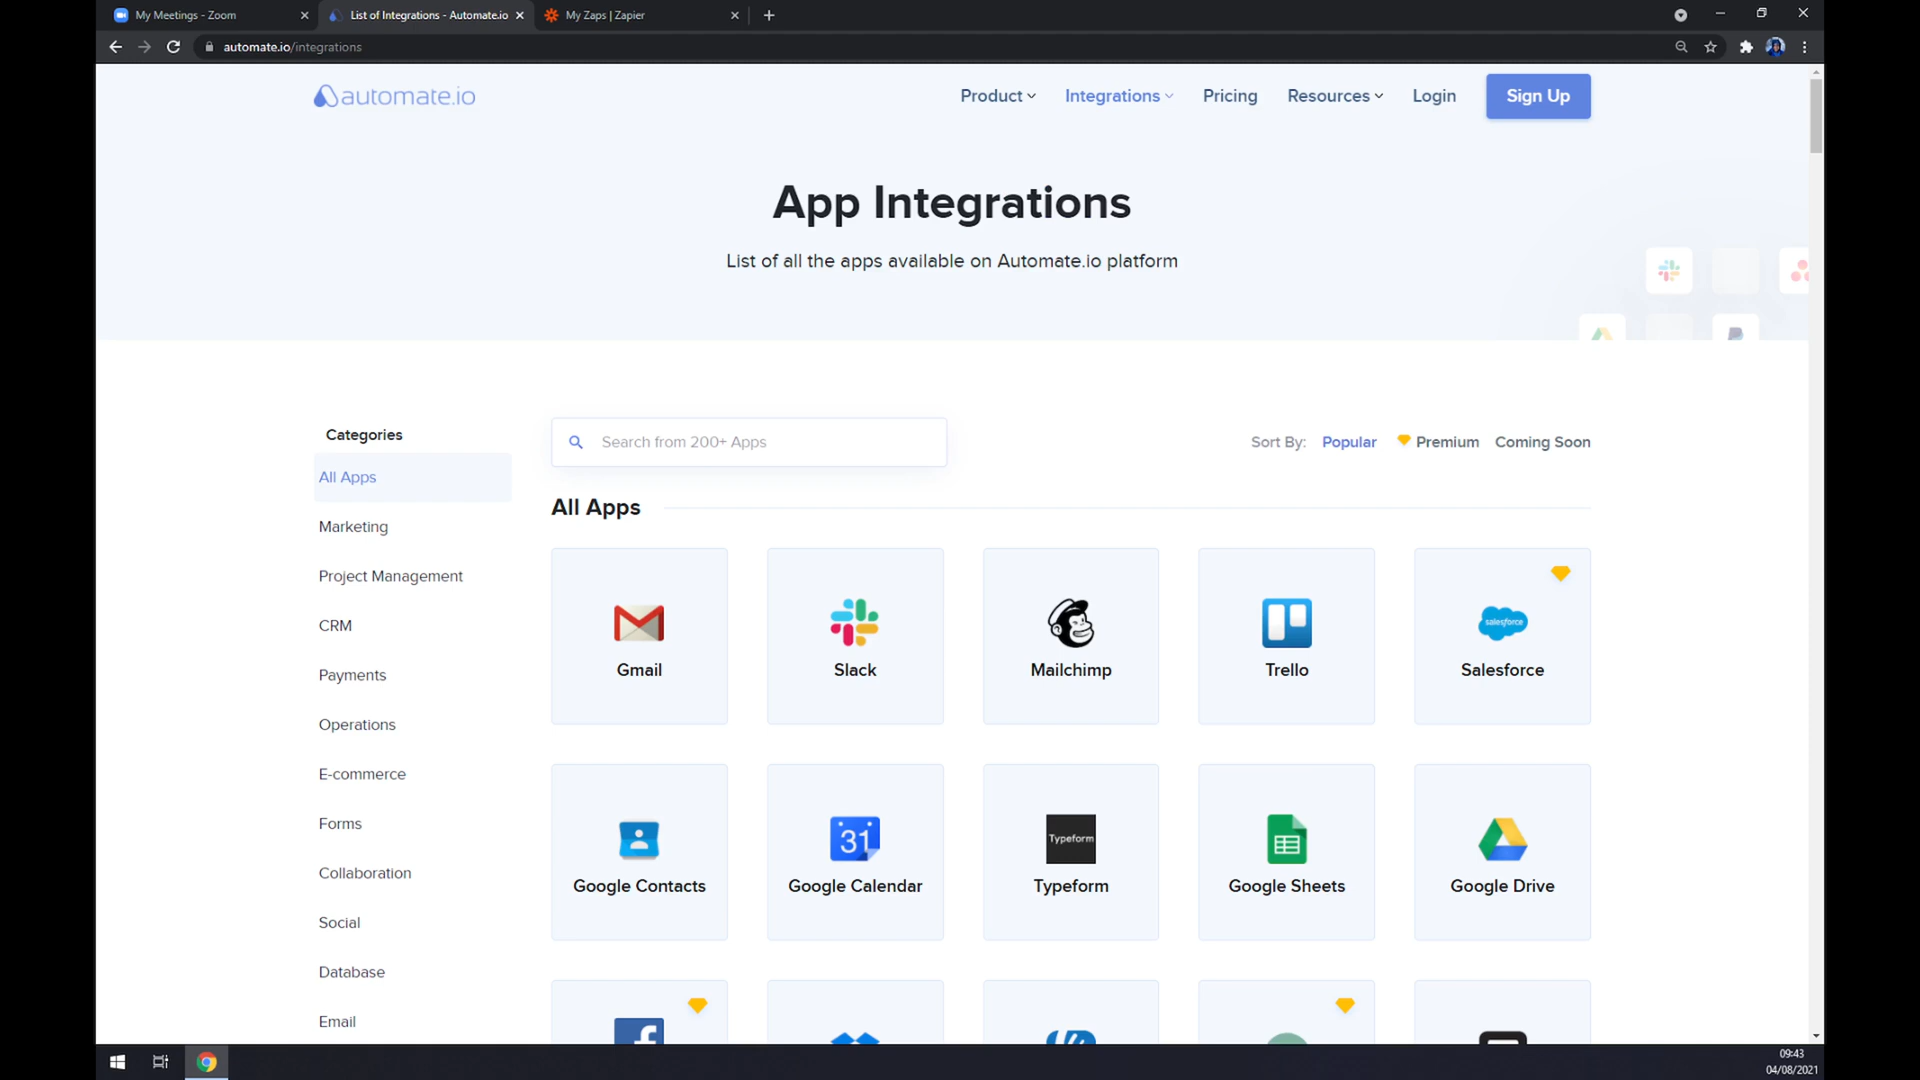 My Meetings - Zoom
List of Integrations - Automate.io
My Zaps | Zapier
automate.io/integrations
automate.io
Product
Integrations
Pricing
Resources
Login
Sign Up
App Integrations
List of all the apps available on Automate.io platform
Categories
All Apps
Marketing
Project Management
CRM
Payments
Operations
E-commerce
Forms
Collaboration
Social
Database
Email
Search from 200+ Apps
Sort By:
Popular
Premium
Coming Soon
All Apps
Gmail
Slack
Mailchimp
Trello
salesforce
Salesforce
Google Contacts
31
Google Calendar
Typeform
Typeform
Google Sheets
Google Drive
09:43
04/08/2021